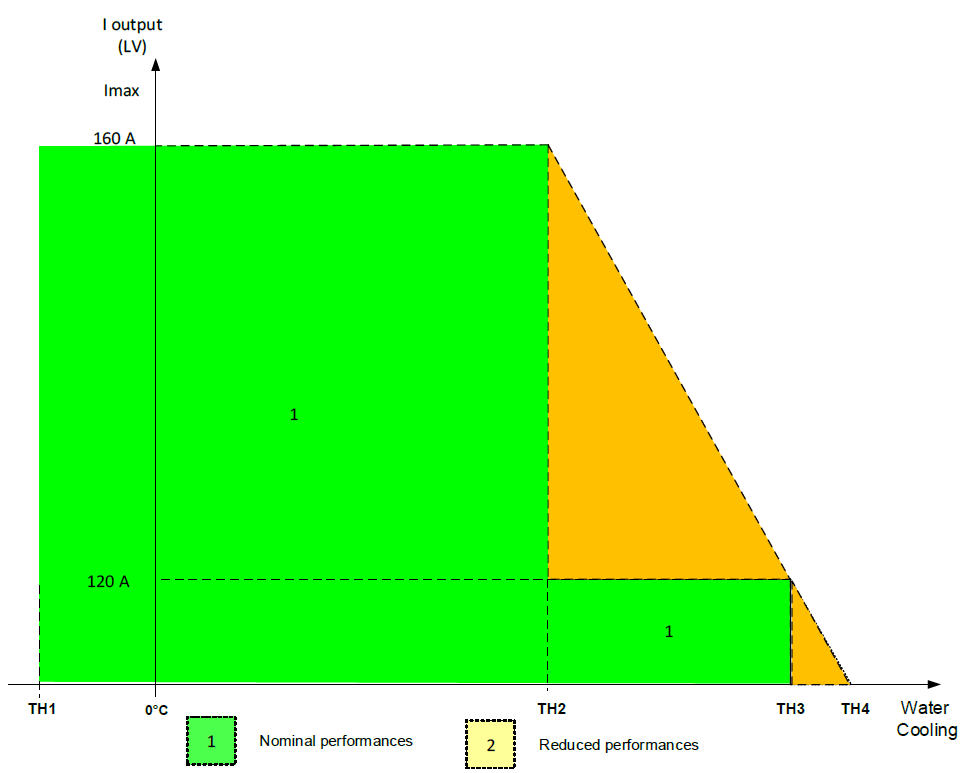 I output
(LV)
Imax
160 A
1
120 A
1
TH1
0°C
TH2
TH3
TH4
Water
Cooling
1
Nominal performances
2
Reduced performances